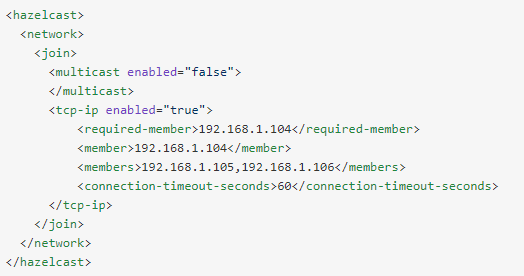 <hazelcast>
<network>
<join>
<multicast enabled="false">
</multicast>
<tcp-ip enabled="true">
<required-member>192.168.1.104</required-member>
<member>192.168.1.104</member>
<members>192.168.1.105,192.168.1.106</members>
<connection-timeout-seconds>60</connection-timeout-seconds>
</tcp-ip>
</join>
</network>
</hazelcast>